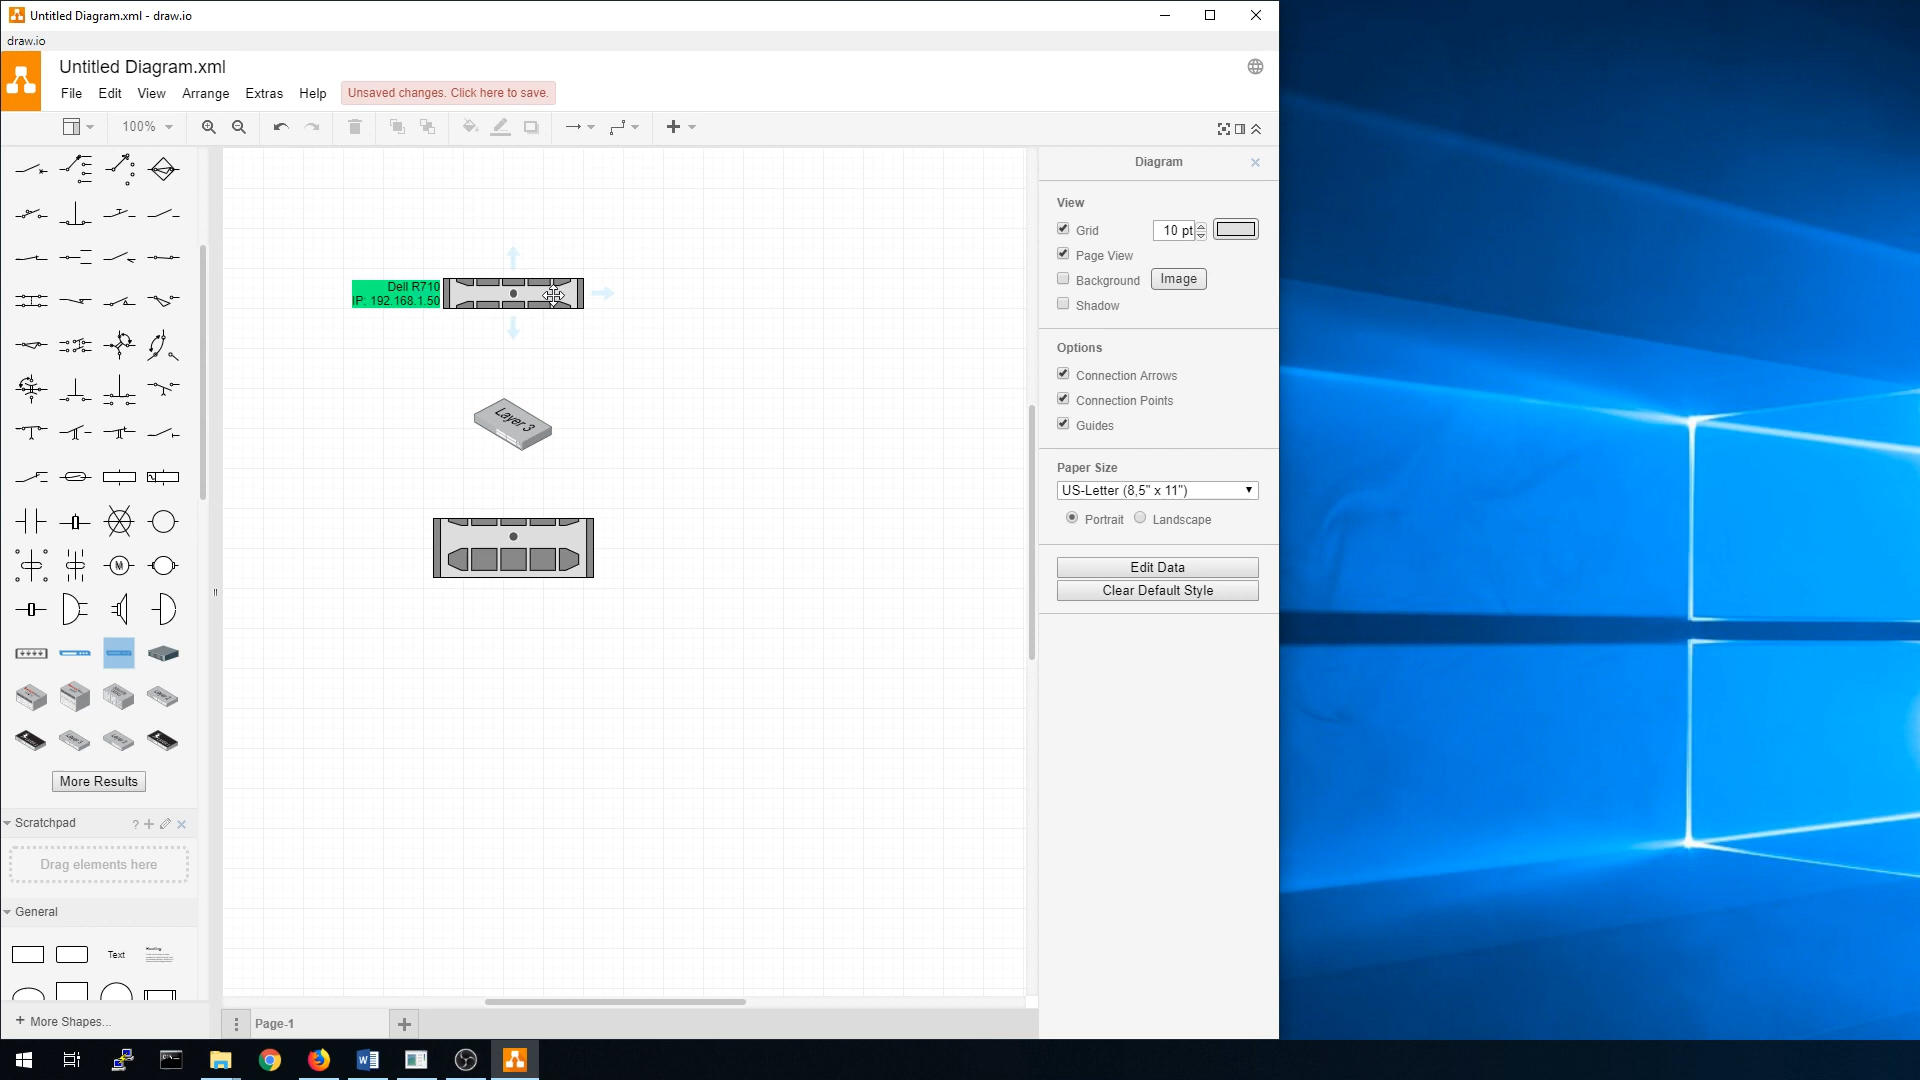 Untitled Diagram.xml - draw.io
draw.io
Untitled Diagram.xml
File Edit View Arrange Extras Help Unsaved changes. Click here to save.
100%
Diagram
View
Grid 10 pt
Page View
Background Image
Shadow
Dell R710
IP: 192.168.1.50
Options
Connection Arrows
Connection Points
Guides
Layer 3
Paper Size
US-Letter (8,5" x 11")
Portrait Landscape
Edit Data
Clear Default Style
M
More Results
Scratchpad ?
Drag elements here
General
Text
More Shapes...
Page-1